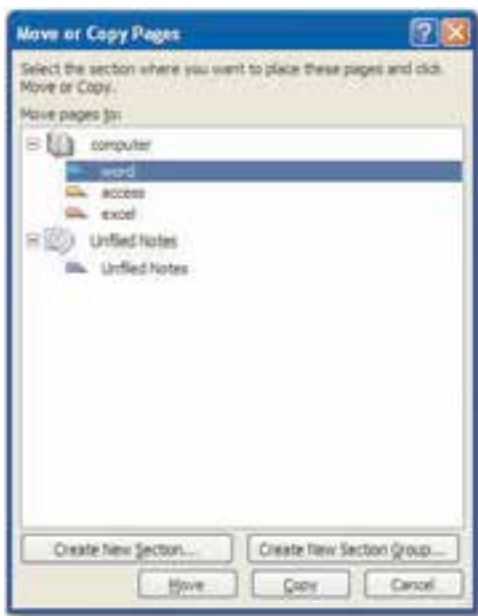 Move or Copy Pages
Select the section where you want to place these pages and click
Move or Copy.
Move pages to:
computer
word
access
excel
Unfiled Notes
Unfiled Notes
Create New Section...
Create New Section Group...
Move
Copy
Cancel